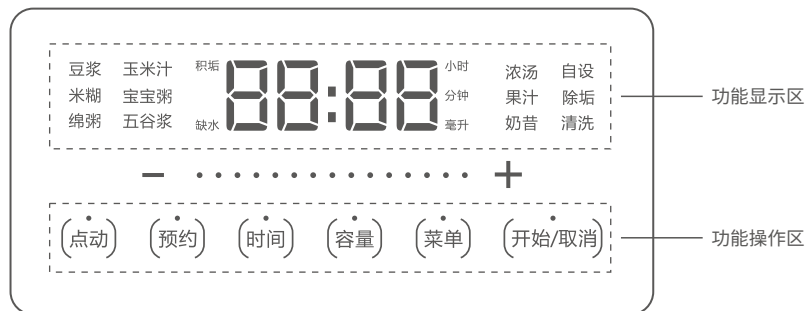 豆浆 玉米汁 积垢 88:88 小时 浓汤 自设
米糊 宝宝粥 分钟 果汁 除垢 功能显示区
绵粥 五谷浆 缺水 毫升 奶昔 清洗
− +
点动 预约 时间 容量 菜单 开始/取消 功能操作区